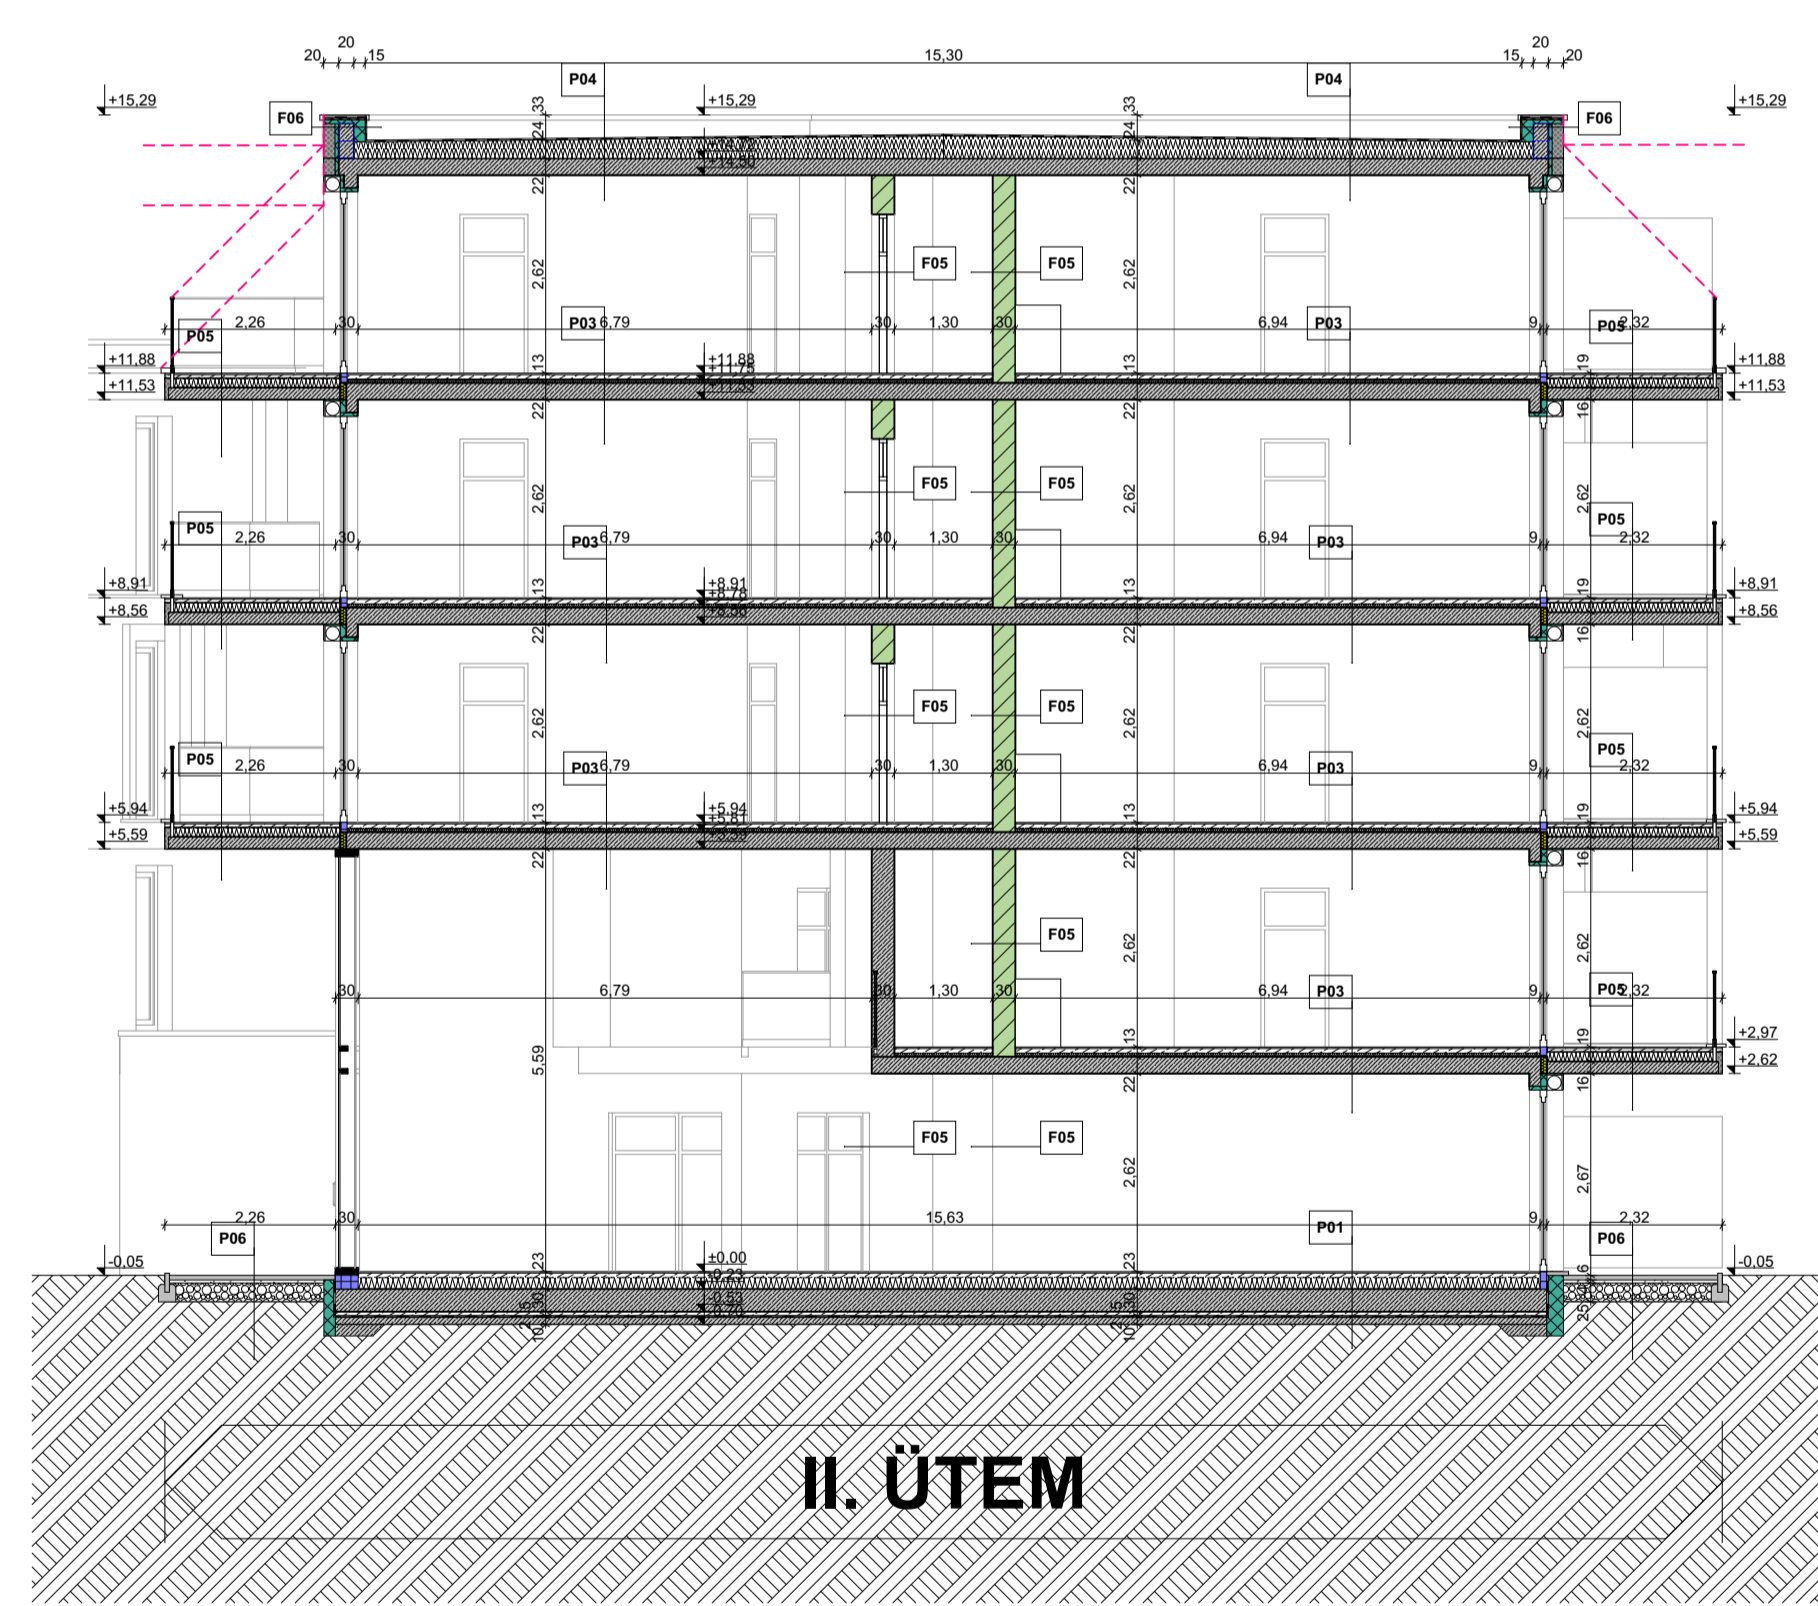 20 20 15 15,30 15 20 20
P04 P04
+15,29 +15,29 +15,29
F06 F06
33 33
24 24
22 22
F05 F05
2,62 2,62
P05 2,26 30 P03 6,79 30 1,30 30 6,94 P03 9 P05 2,32
+11,88 13 +11,88 13 19 +11,88
+11,53 +11,75 +11,53
22 22 16
F05 F05
2,62 2,62 2,62
P05 2,26 30 P03 6,79 30 1,30 30 6,94 P03 9 P05 2,32
+8,91 13 +8,91 13 19 +8,91
+8,56 +8,78 +8,56
22 22 16
F05 F05
2,62 2,62 2,62
P05 2,26 30 P03 6,79 30 1,30 30 6,94 P03 9 P05 2,32
+5,94 13 +5,94 13 19 +5,94
+5,59 +5,59
22 22 16
F05
2,62 2,62
30 6,79 30 1,30 30 6,94 P03 9 P05 2,32
5,59 13 19 +2,97
+2,62
22 16
F05 F05
2,62 2,67
2,26 30 15,63 9 2,32
P06 P01 P06
-0,05 23 ±0,00 23 -0,05
30 30
10 10
II. ÜTEM